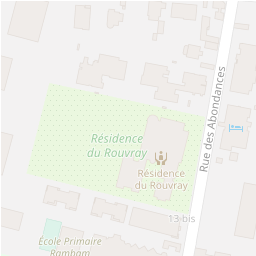 Rue des Abondances
Résidence
du Rouvray
Résidence
du Rouvray
13 bis
École Primaire
Rambam